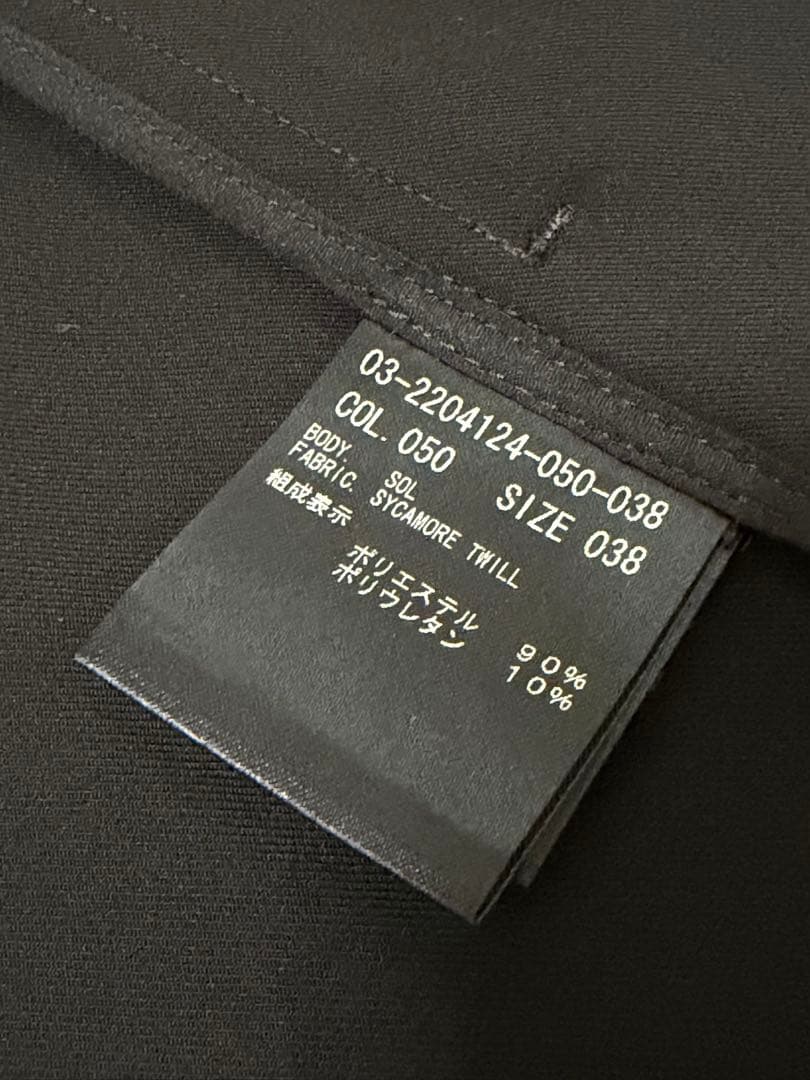 03-2204124-050-038
COL. 050 SIZE 038
BODY. SOL
FABRIC. SYCAMORE TWILL
組成表示
ポリエステル 90%
ポリウレタン 10%